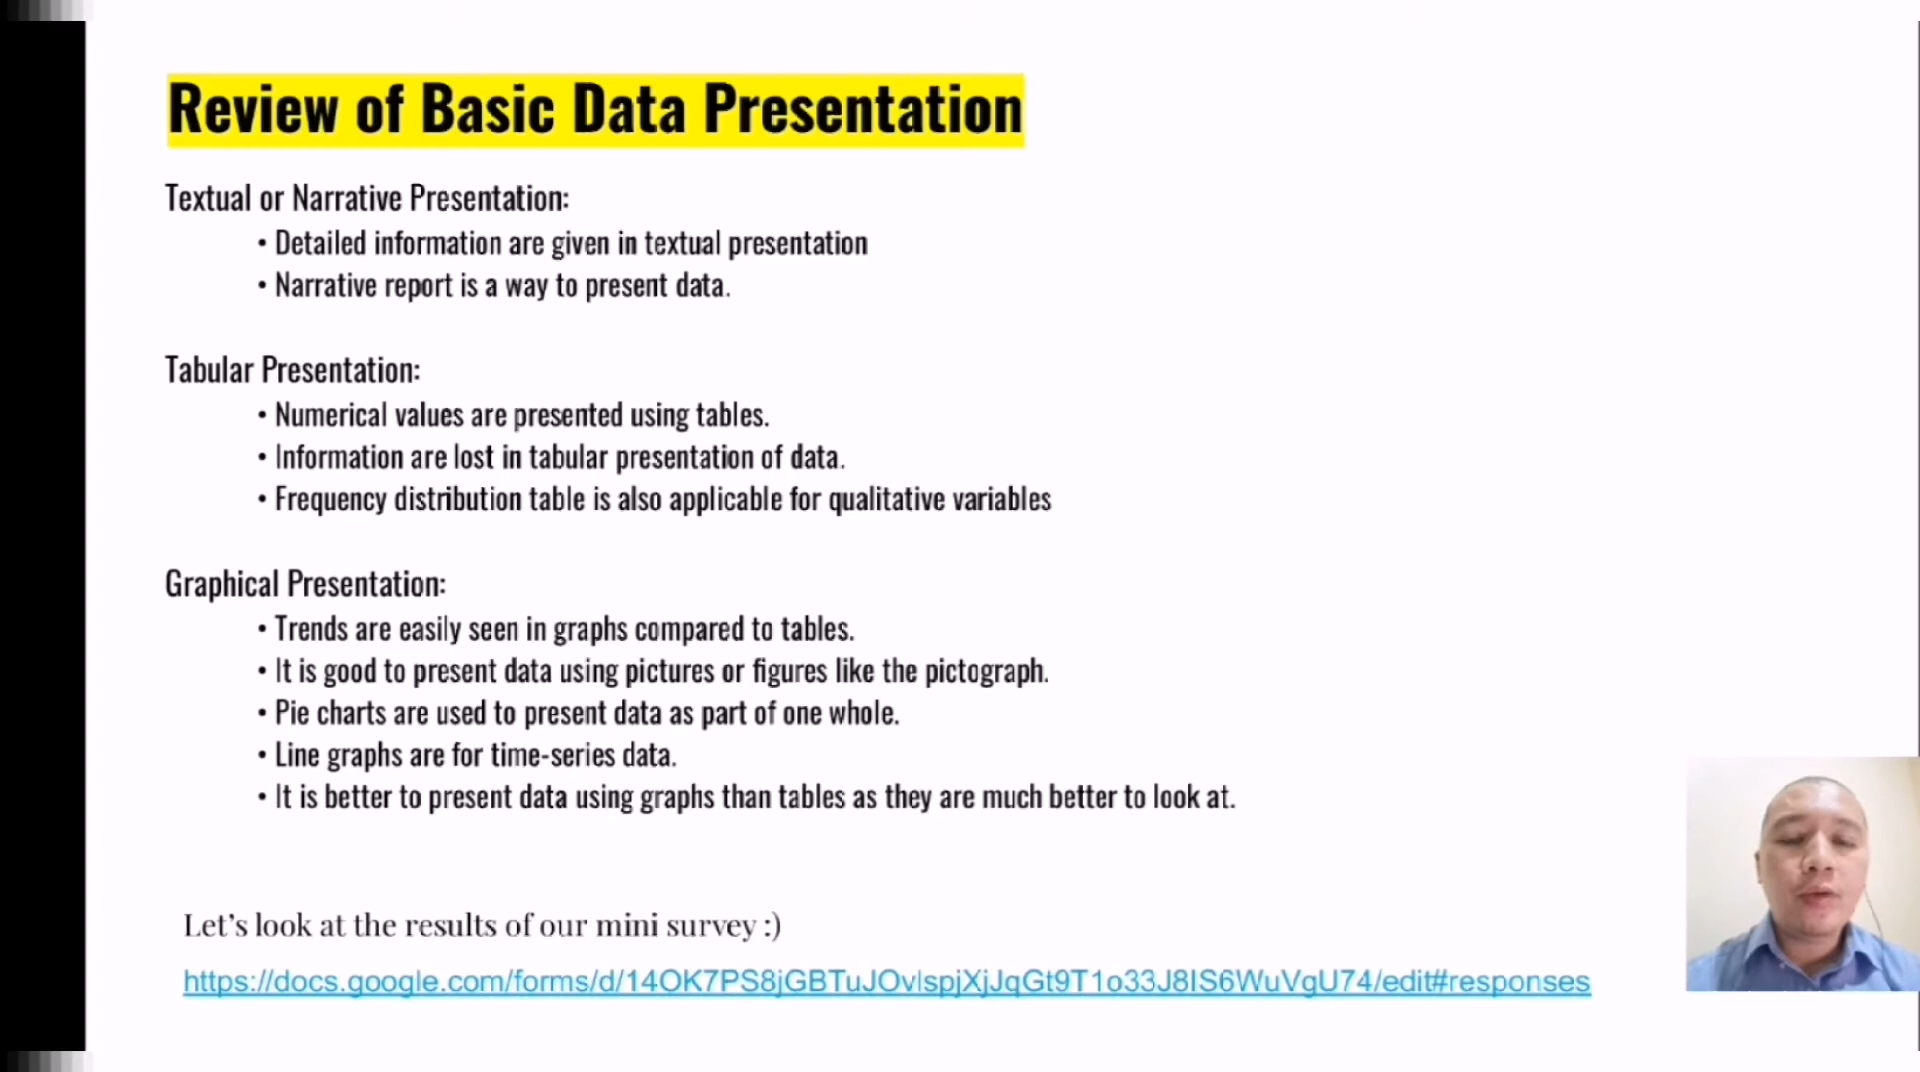 Review of Basic Data Presentation
Textual or Narrative Presentation:
• Detailed information are given in textual presentation
• Narrative report is a way to present data.
Tabular Presentation:
• Numerical values are presented using tables.
• Information are lost in tabular presentation of data.
• Frequency distribution table is also applicable for qualitative variables
Graphical Presentation:
• Trends are easily seen in graphs compared to tables.
• It is good to present data using pictures or figures like the pictograph.
• Pie charts are used to present data as part of one whole.
• Line graphs are for time-series data.
• It is better to present data using graphs than tables as they are much better to look at.
Let's look at the results of our mini survey :)
https://docs.google.com/forms/d/14OK7PS8jGBTuJOvlspjXjJqGt9T1o33J8IS6WuVgU74/edit#responses